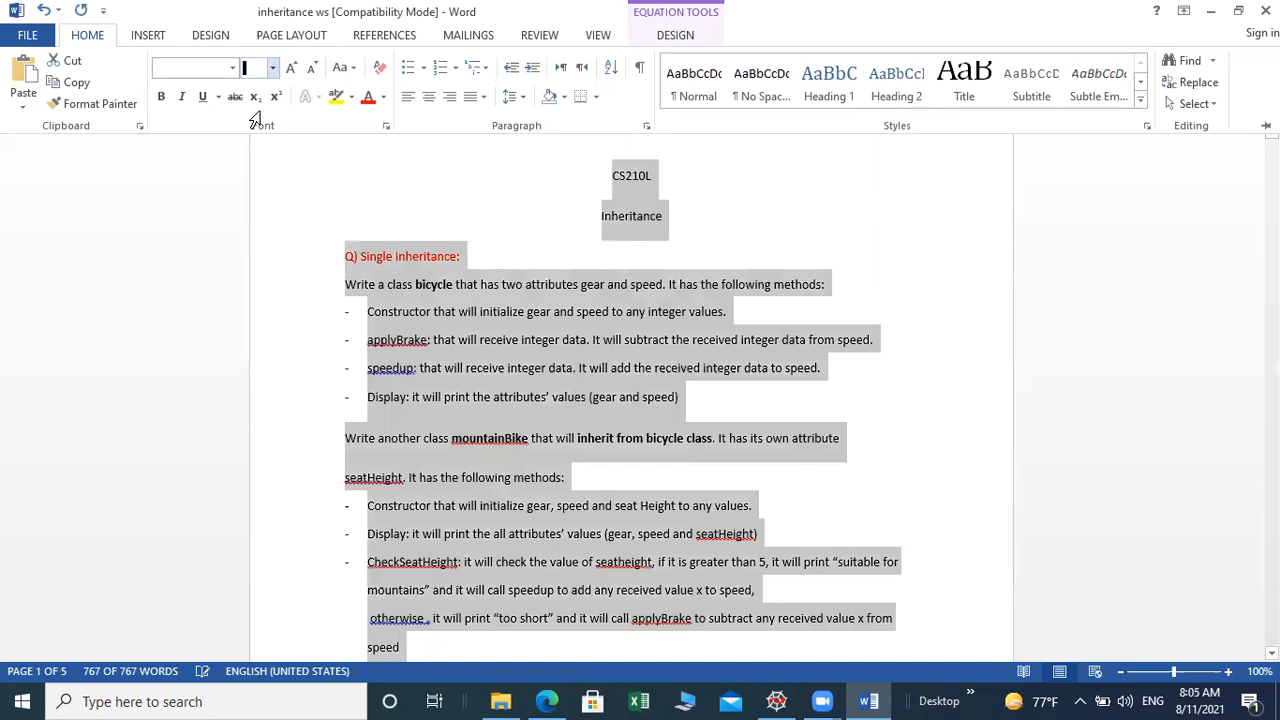 inheritance ws [Compatibility Mode] - Word
EQUATION TOOLS
?
FILE
HOME
INSERT
DESIGN
PAGE LAYOUT
REFERENCES
MAILINGS
REVIEW
VIEW
DESIGN
Sign in
Paste
Cut
Copy
Format Painter
Clipboard
Aa
B I U abc x₂ x²
Font
Paragraph
AaBbCcDc AaBbCcDc AaBbC AaBbCcl AaB AaBbCcD AaBbCcDc
¶ Normal ¶ No Spac... Heading 1 Heading 2 Title Subtitle Subtle Em...
Styles
Find
Replace
Select
Editing
CS210L
Inheritance
Q) Single Inheritance:
Write a class bicycle that has two attributes gear and speed. It has the following methods:
- Constructor that will initialize gear and speed to any integer values.
- applyBrake: that will receive integer data. It will subtract the received integer data from speed.
- speedup: that will receive integer data. It will add the received integer data to speed.
- Display: it will print the attributes’ values (gear and speed)
Write another class mountainBike that will inherit from bicycle class. It has its own attribute
seatHeight. It has the following methods:
- Constructor that will initialize gear, speed and seat Height to any values.
- Display: it will print the all attributes’ values (gear, speed and seatHeight)
- CheckSeatHeight: it will check the value of seatheight, if it is greater than 5, it will print “suitable for
mountains” and it will call speedup to add any received value x to speed,
otherwise , it will print “too short” and it will call applyBrake to subtract any received value x from
speed
PAGE 1 OF 5
767 OF 767 WORDS
ENGLISH (UNITED STATES)
100%
Type here to search
Desktop
77°F
ENG
8:05 AM
8/11/2021